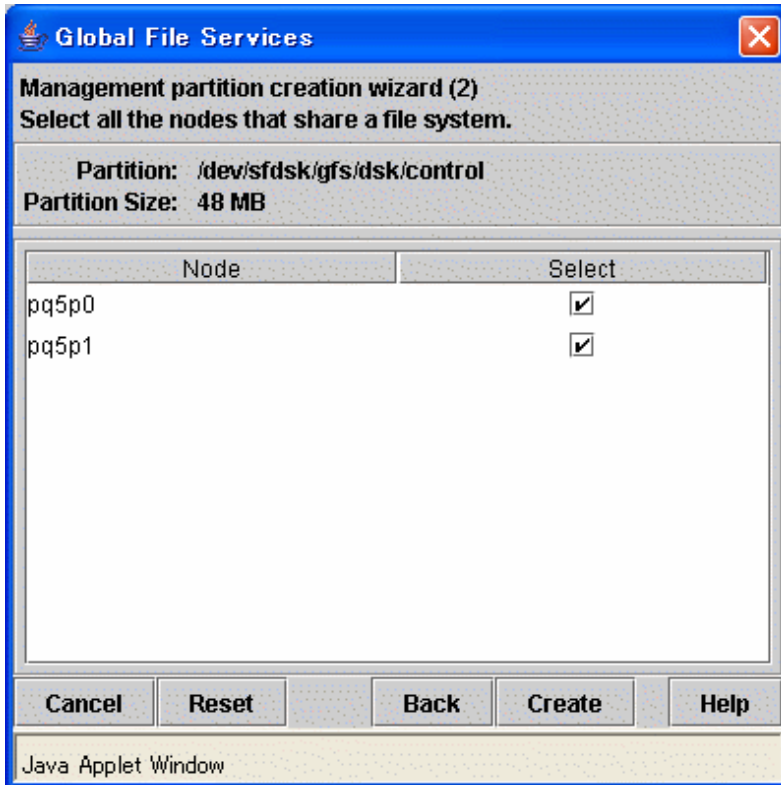 Global File Services
Management partition creation wizard (2)
Select all the nodes that share a file system.
Partition: /dev/sfdsk/gfs/dsk/control
Partition Size: 48 MB
Node Select
pq5p0
pq5p1
Cancel Reset Back Create Help
Java Applet Window